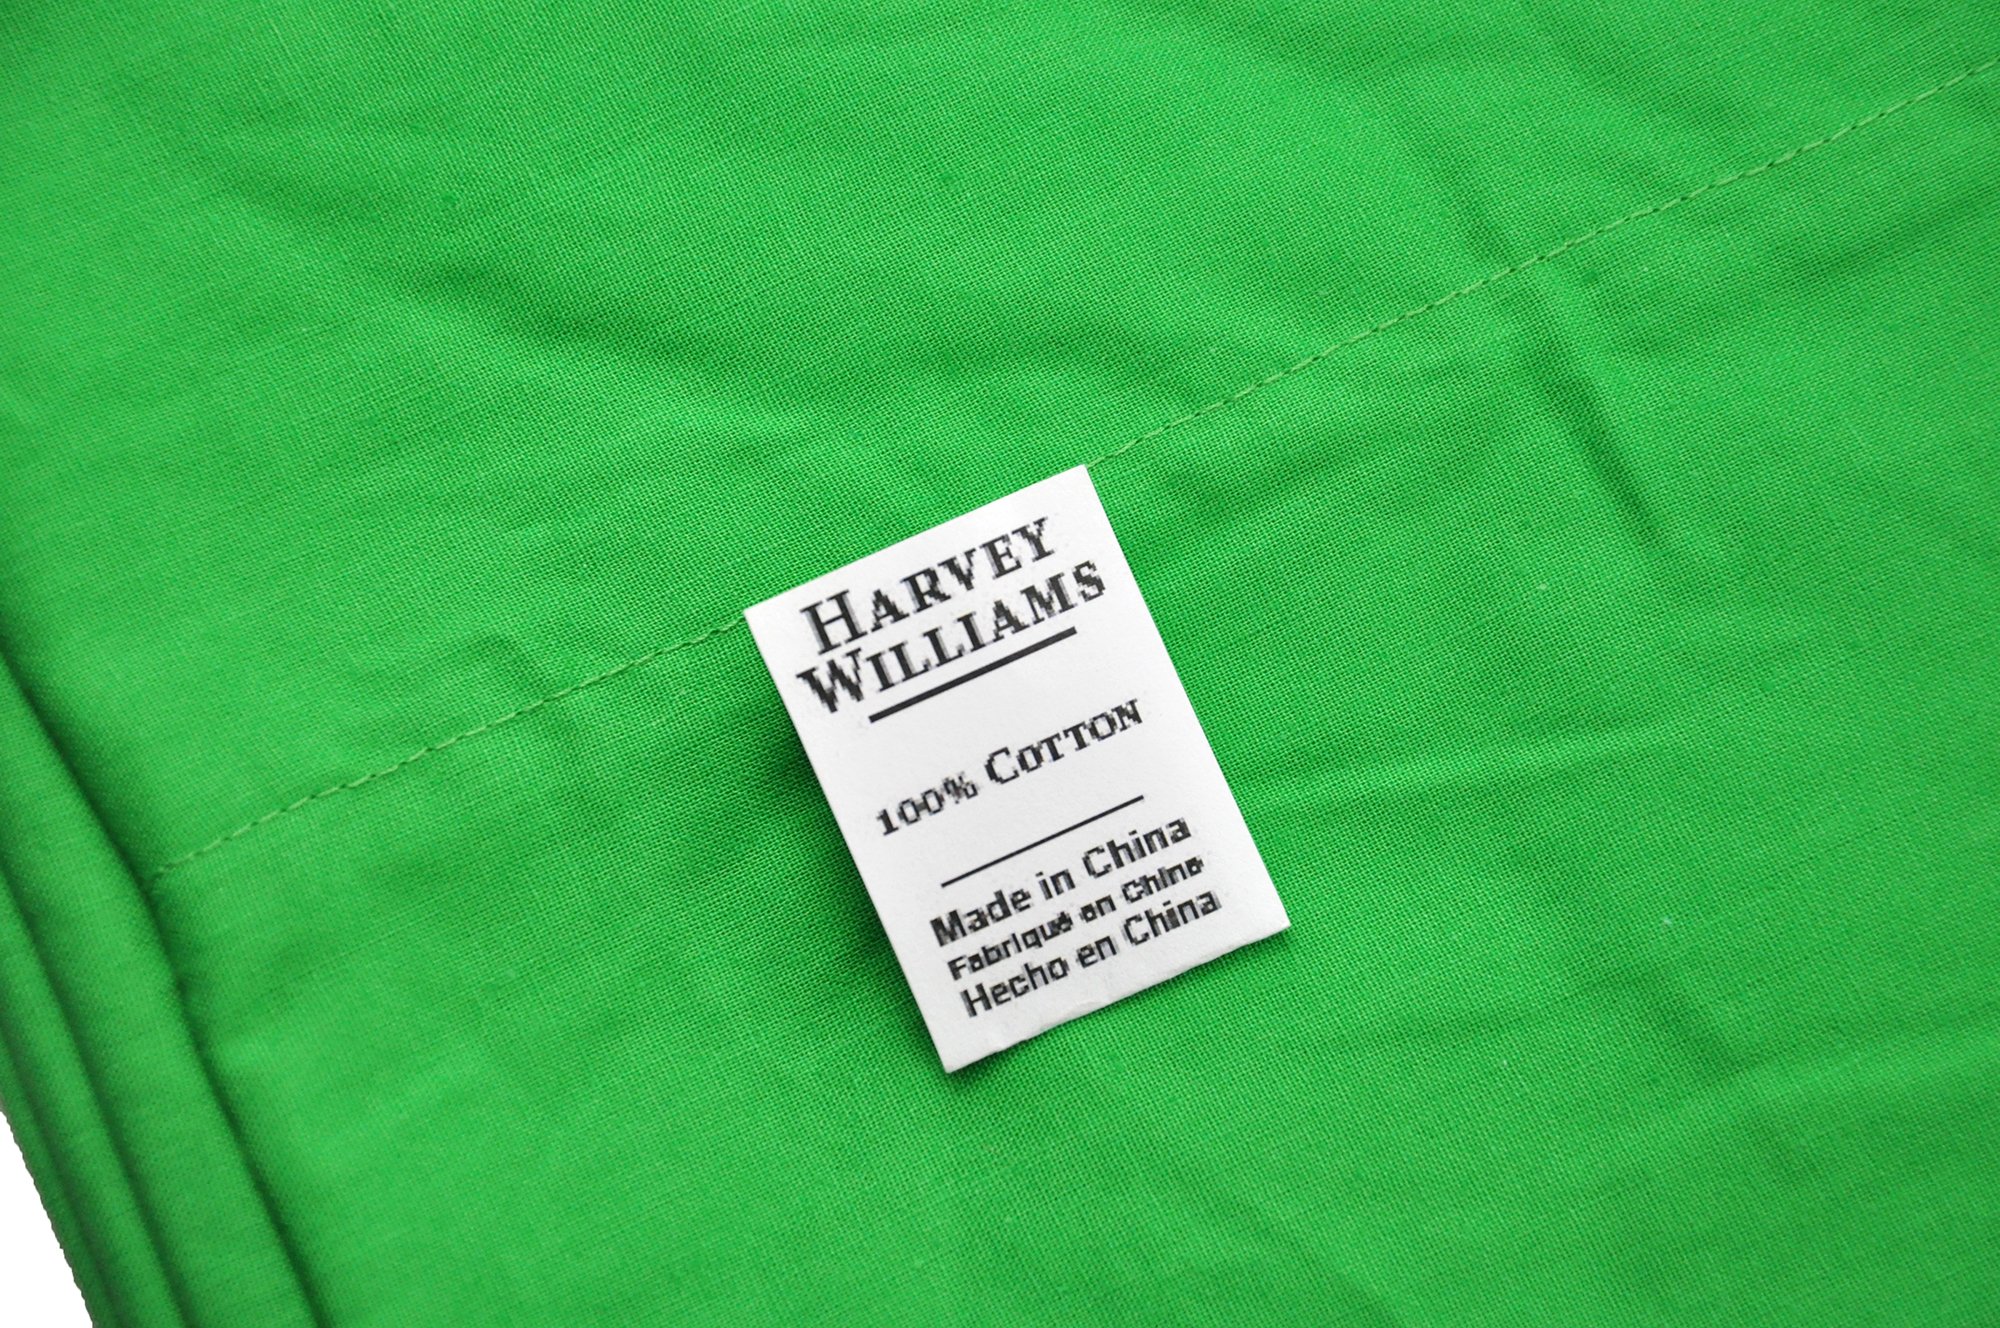 HARVEY
WILLIAMS
100% COTTON
Made in China
Fabriqué en Chine
Hecho en China